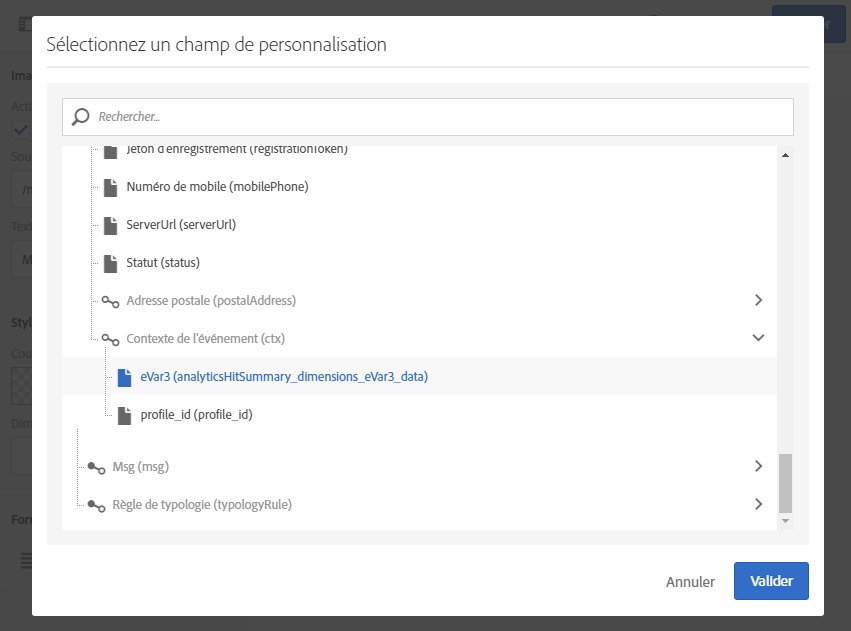 Sélectionnez un champ de personnalisation
Rechercher...
Jeton d'enregistrement (registrationToken)
Numéro de mobile (mobilePhone)
ServerUrl (serverUrl)
Statut (status)
Adresse postale (postalAddress)
Contexte de l'événement (ctx)
eVar3 (analyticsHitSummary_dimensions_eVar3_data)
profile_id (profile_id)
Msg (msg)
Règle de typologie (typologyRule)
Annuler
Valider